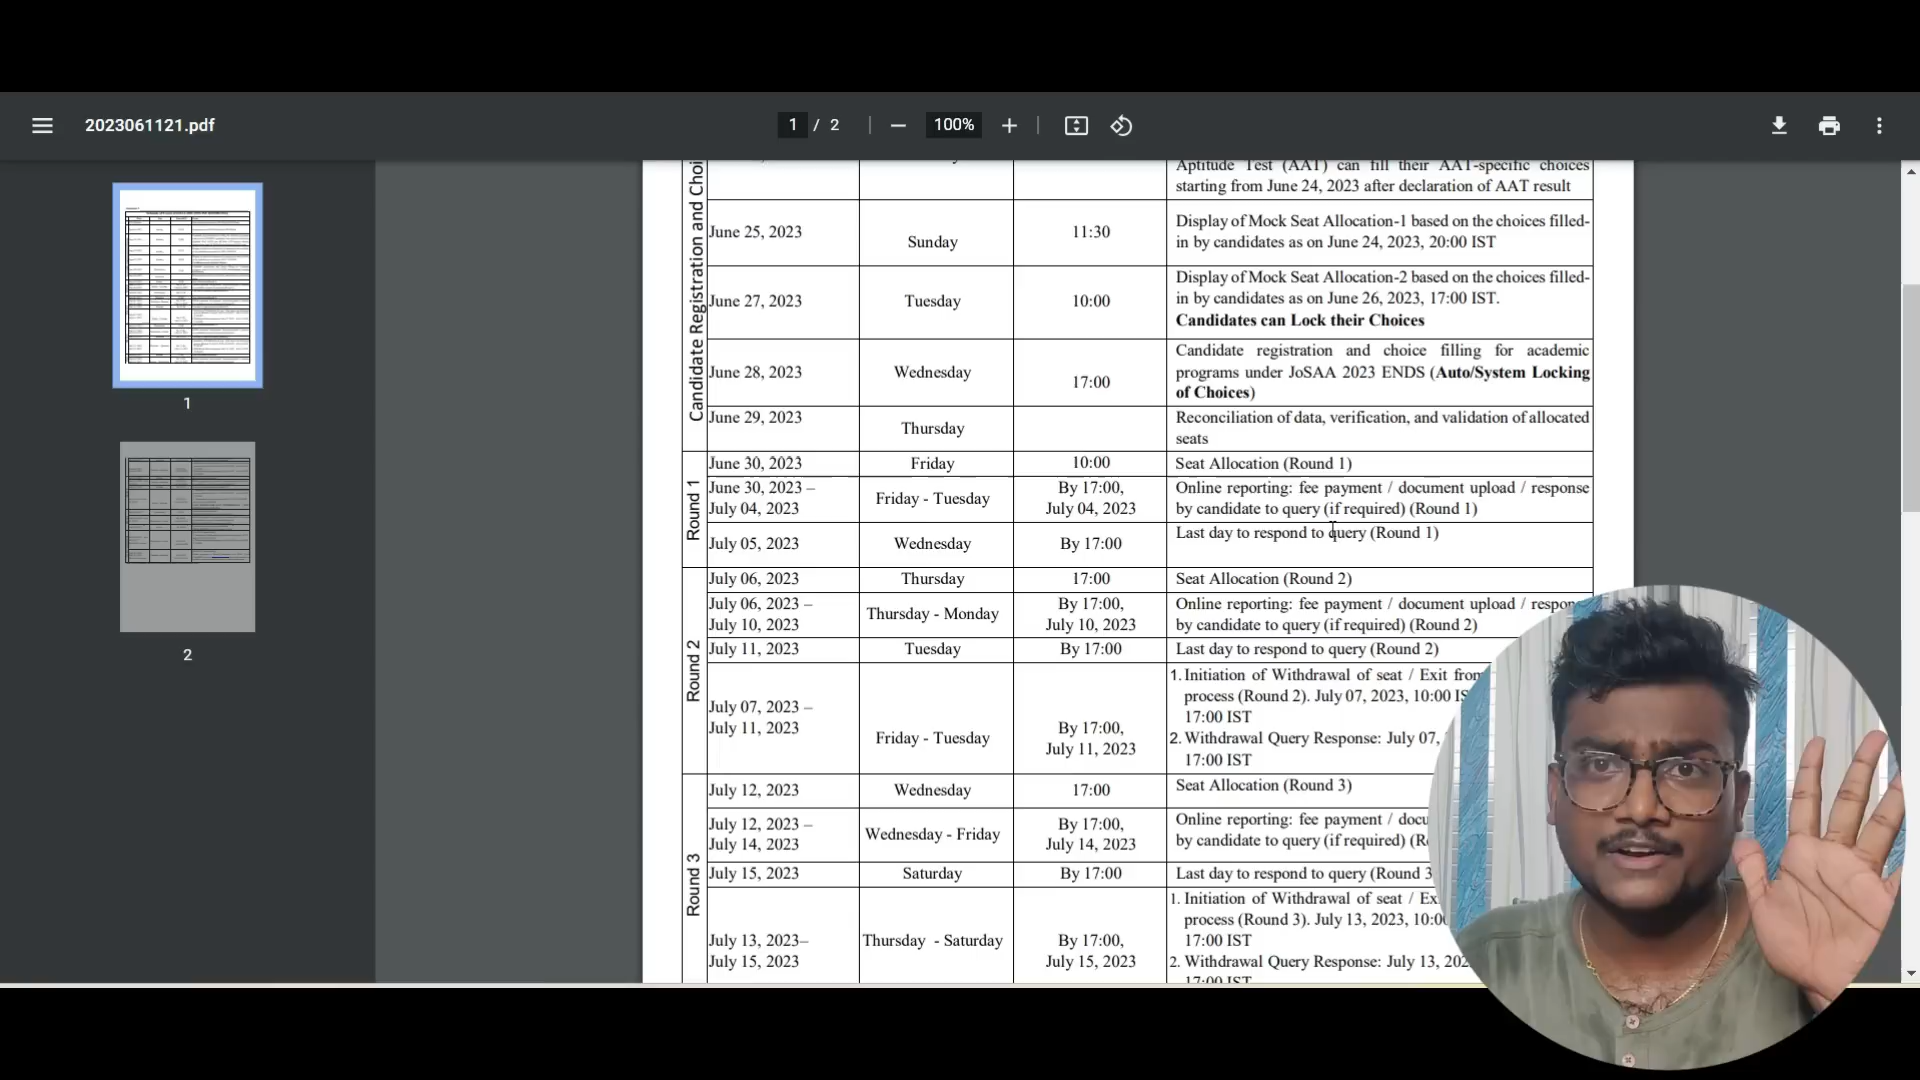 2023061121.pdf
1 / 2
100%
1
2
Candidate Registration and Choi
Aptitude Test (AAT) can fill their AAT-specific choices
starting from June 24, 2023 after declaration of AAT result
June 25, 2023
Sunday
11:30
Display of Mock Seat Allocation-1 based on the choices filled-
in by candidates as on June 24, 2023, 20:00 IST
June 27, 2023
Tuesday
10:00
Display of Mock Seat Allocation-2 based on the choices filled-
in by candidates as on June 26, 2023, 17:00 IST.
Candidates can Lock their Choices
June 28, 2023
Wednesday
17:00
Candidate registration and choice filling for academic
programs under JoSAA 2023 ENDS (Auto/System Locking
of Choices)
June 29, 2023
Thursday
Reconciliation of data, verification, and validation of allocated
seats
Round 1
June 30, 2023
Friday
10:00
Seat Allocation (Round 1)
June 30, 2023 –
July 04, 2023
Friday - Tuesday
By 17:00,
July 04, 2023
Online reporting: fee payment / document upload / response
by candidate to query (if required) (Round 1)
July 05, 2023
Wednesday
By 17:00
Last day to respond to query (Round 1)
Round 2
July 06, 2023
Thursday
17:00
Seat Allocation (Round 2)
July 06, 2023 –
July 10, 2023
Thursday - Monday
By 17:00,
July 10, 2023
Online reporting: fee payment / document upload / respon
by candidate to query (if required) (Round 2)
July 11, 2023
Tuesday
By 17:00
Last day to respond to query (Round 2)
July 07, 2023 –
July 11, 2023
Friday - Tuesday
By 17:00,
July 11, 2023
1. Initiation of Withdrawal of seat / Exit from
process (Round 2). July 07, 2023, 10:00 IS
17:00 IST
2. Withdrawal Query Response: July 07,
17:00 IST
Round 3
July 12, 2023
Wednesday
17:00
Seat Allocation (Round 3)
July 12, 2023 –
July 14, 2023
Wednesday - Friday
By 17:00,
July 14, 2023
Online reporting: fee payment / docu
by candidate to query (if required) (R
July 15, 2023
Saturday
By 17:00
Last day to respond to query (Round 3
July 13, 2023–
July 15, 2023
Thursday - Saturday
By 17:00,
July 15, 2023
1. Initiation of Withdrawal of seat / Ex
process (Round 3). July 13, 2023, 10:00
17:00 IST
2. Withdrawal Query Response: July 13, 202
17:00 IST